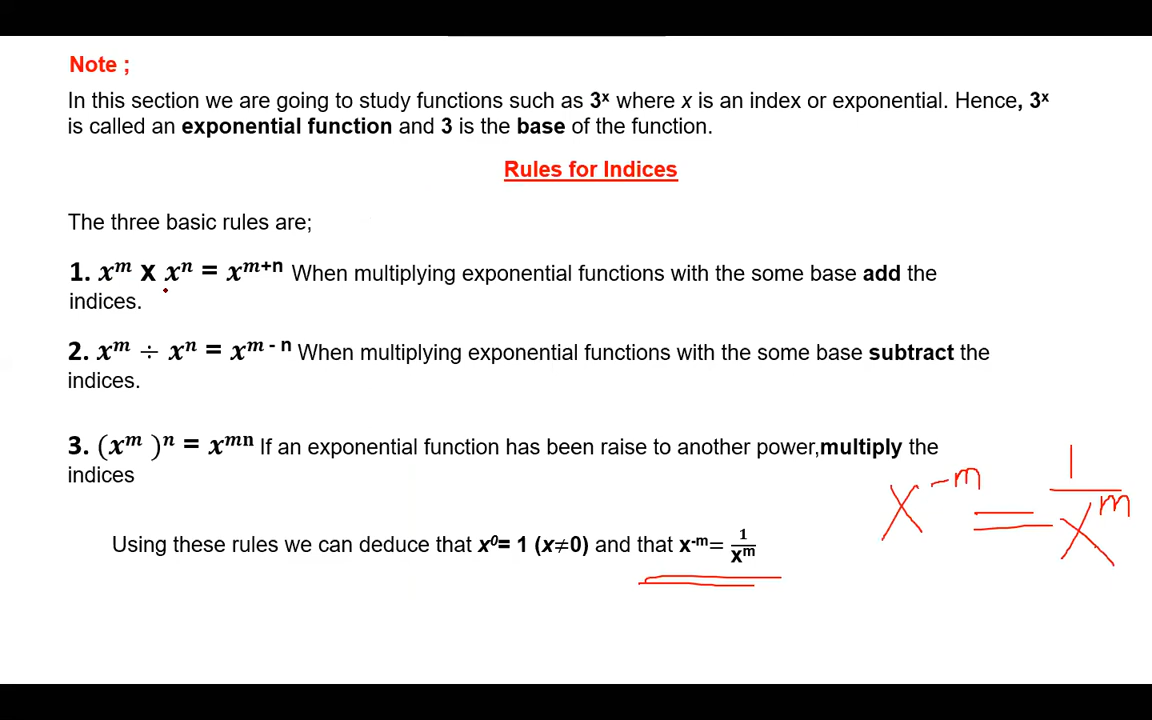 Note ;
In this section we are going to study functions such as 3ˣ where x is an index or exponential. Hence, 3ˣ
is called an exponential function and 3 is the base of the function.
Rules for Indices
The three basic rules are;
1. xᵐ x xⁿ = xᵐ⁺ⁿ When multiplying exponential functions with the some base add the
indices.
2. xᵐ ÷ xⁿ = xᵐ ⁻ ⁿ When multiplying exponential functions with the some base subtract the
indices.
3. (xᵐ )ⁿ = xᵐⁿ If an exponential function has been raise to another power,multiply the
indices
x⁻ᵐ = 1/xᵐ
Using these rules we can deduce that x⁰= 1 (x≠0) and that x⁻ᵐ= 1/xᵐ